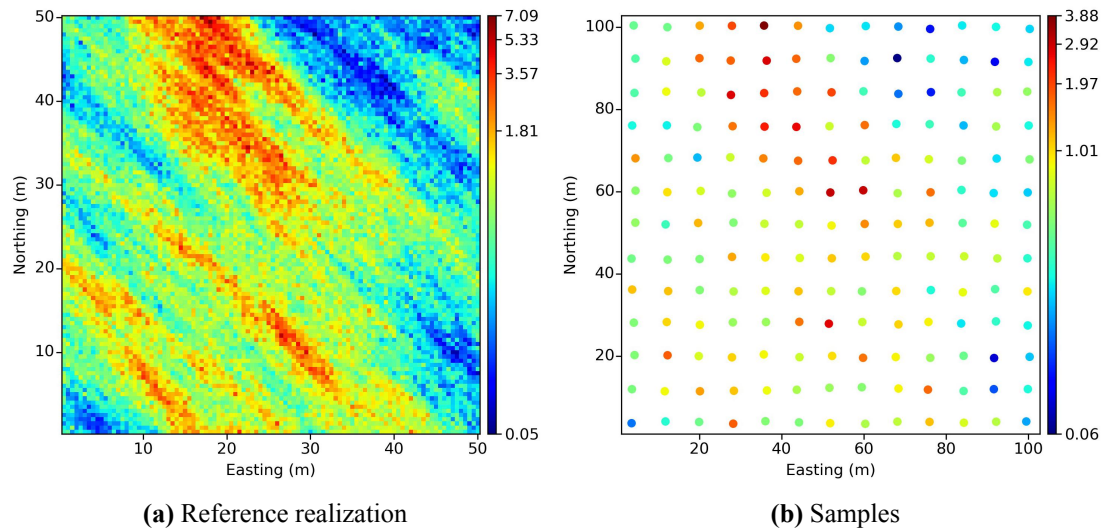 50
40
30
20
10
Northing (m)
10 20 30 40 50
Easting (m)
7.09
5.33
3.57
1.81
0.05
100
80
60
40
20
Northing (m)
20 40 60 80 100
Easting (m)
3.88
2.92
1.97
1.01
0.06
(a) Reference realization
(b) Samples